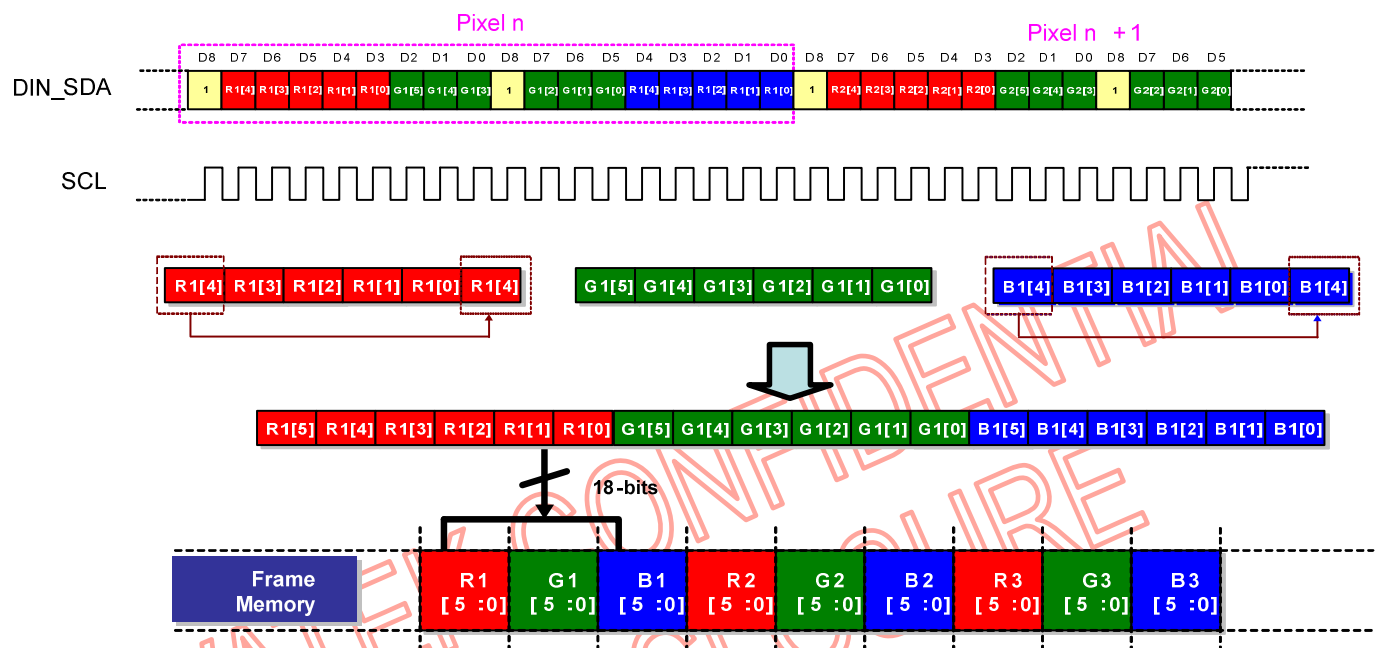 Pixel n
Pixel n + 1
D8 D7 D6 D5 D4 D3 D2 D1 D0 D8 D7 D6 D5 D4 D3 D2 D1 D0 D8 D7 D6 D5 D4 D3 D2 D1 D0 D8 D7 D6 D5
DIN_SDA
1 R1[4] R1[3] R1[2] R1[1] R1[0] G1[5] G1[4] G1[3] 1 G1[2] G1[1] G1[0] R1[4] R1[3] R1[2] R1[1] R1[0] 1 R2[4] R2[3] R2[2] R2[1] R2[0] G2[5] G2[4] G2[3] 1 G2[2] G2[1] G2[0]
SCL
R1[4] R1[3] R1[2] R1[1] R1[0] R1[4]
G1[5] G1[4] G1[3] G1[2] G1[1] G1[0]
B1[4] B1[3] B1[2] B1[1] B1[0] B1[4]
R1[5] R1[4] R1[3] R1[2] R1[1] R1[0] G1[5] G1[4] G1[3] G1[2] G1[1] G1[0] B1[5] B1[4] B1[3] B1[2] B1[1] B1[0]
18-bits
Frame
Memory
R1 G1 B1 R2 G2 B2 R3 G3 B3
[ 5 :0] [ 5 :0] [ 5 :0] [ 5 :0] [ 5 :0] [ 5 :0] [ 5 :0] [ 5 :0] [ 5 :0]
CONFIDENTIAL